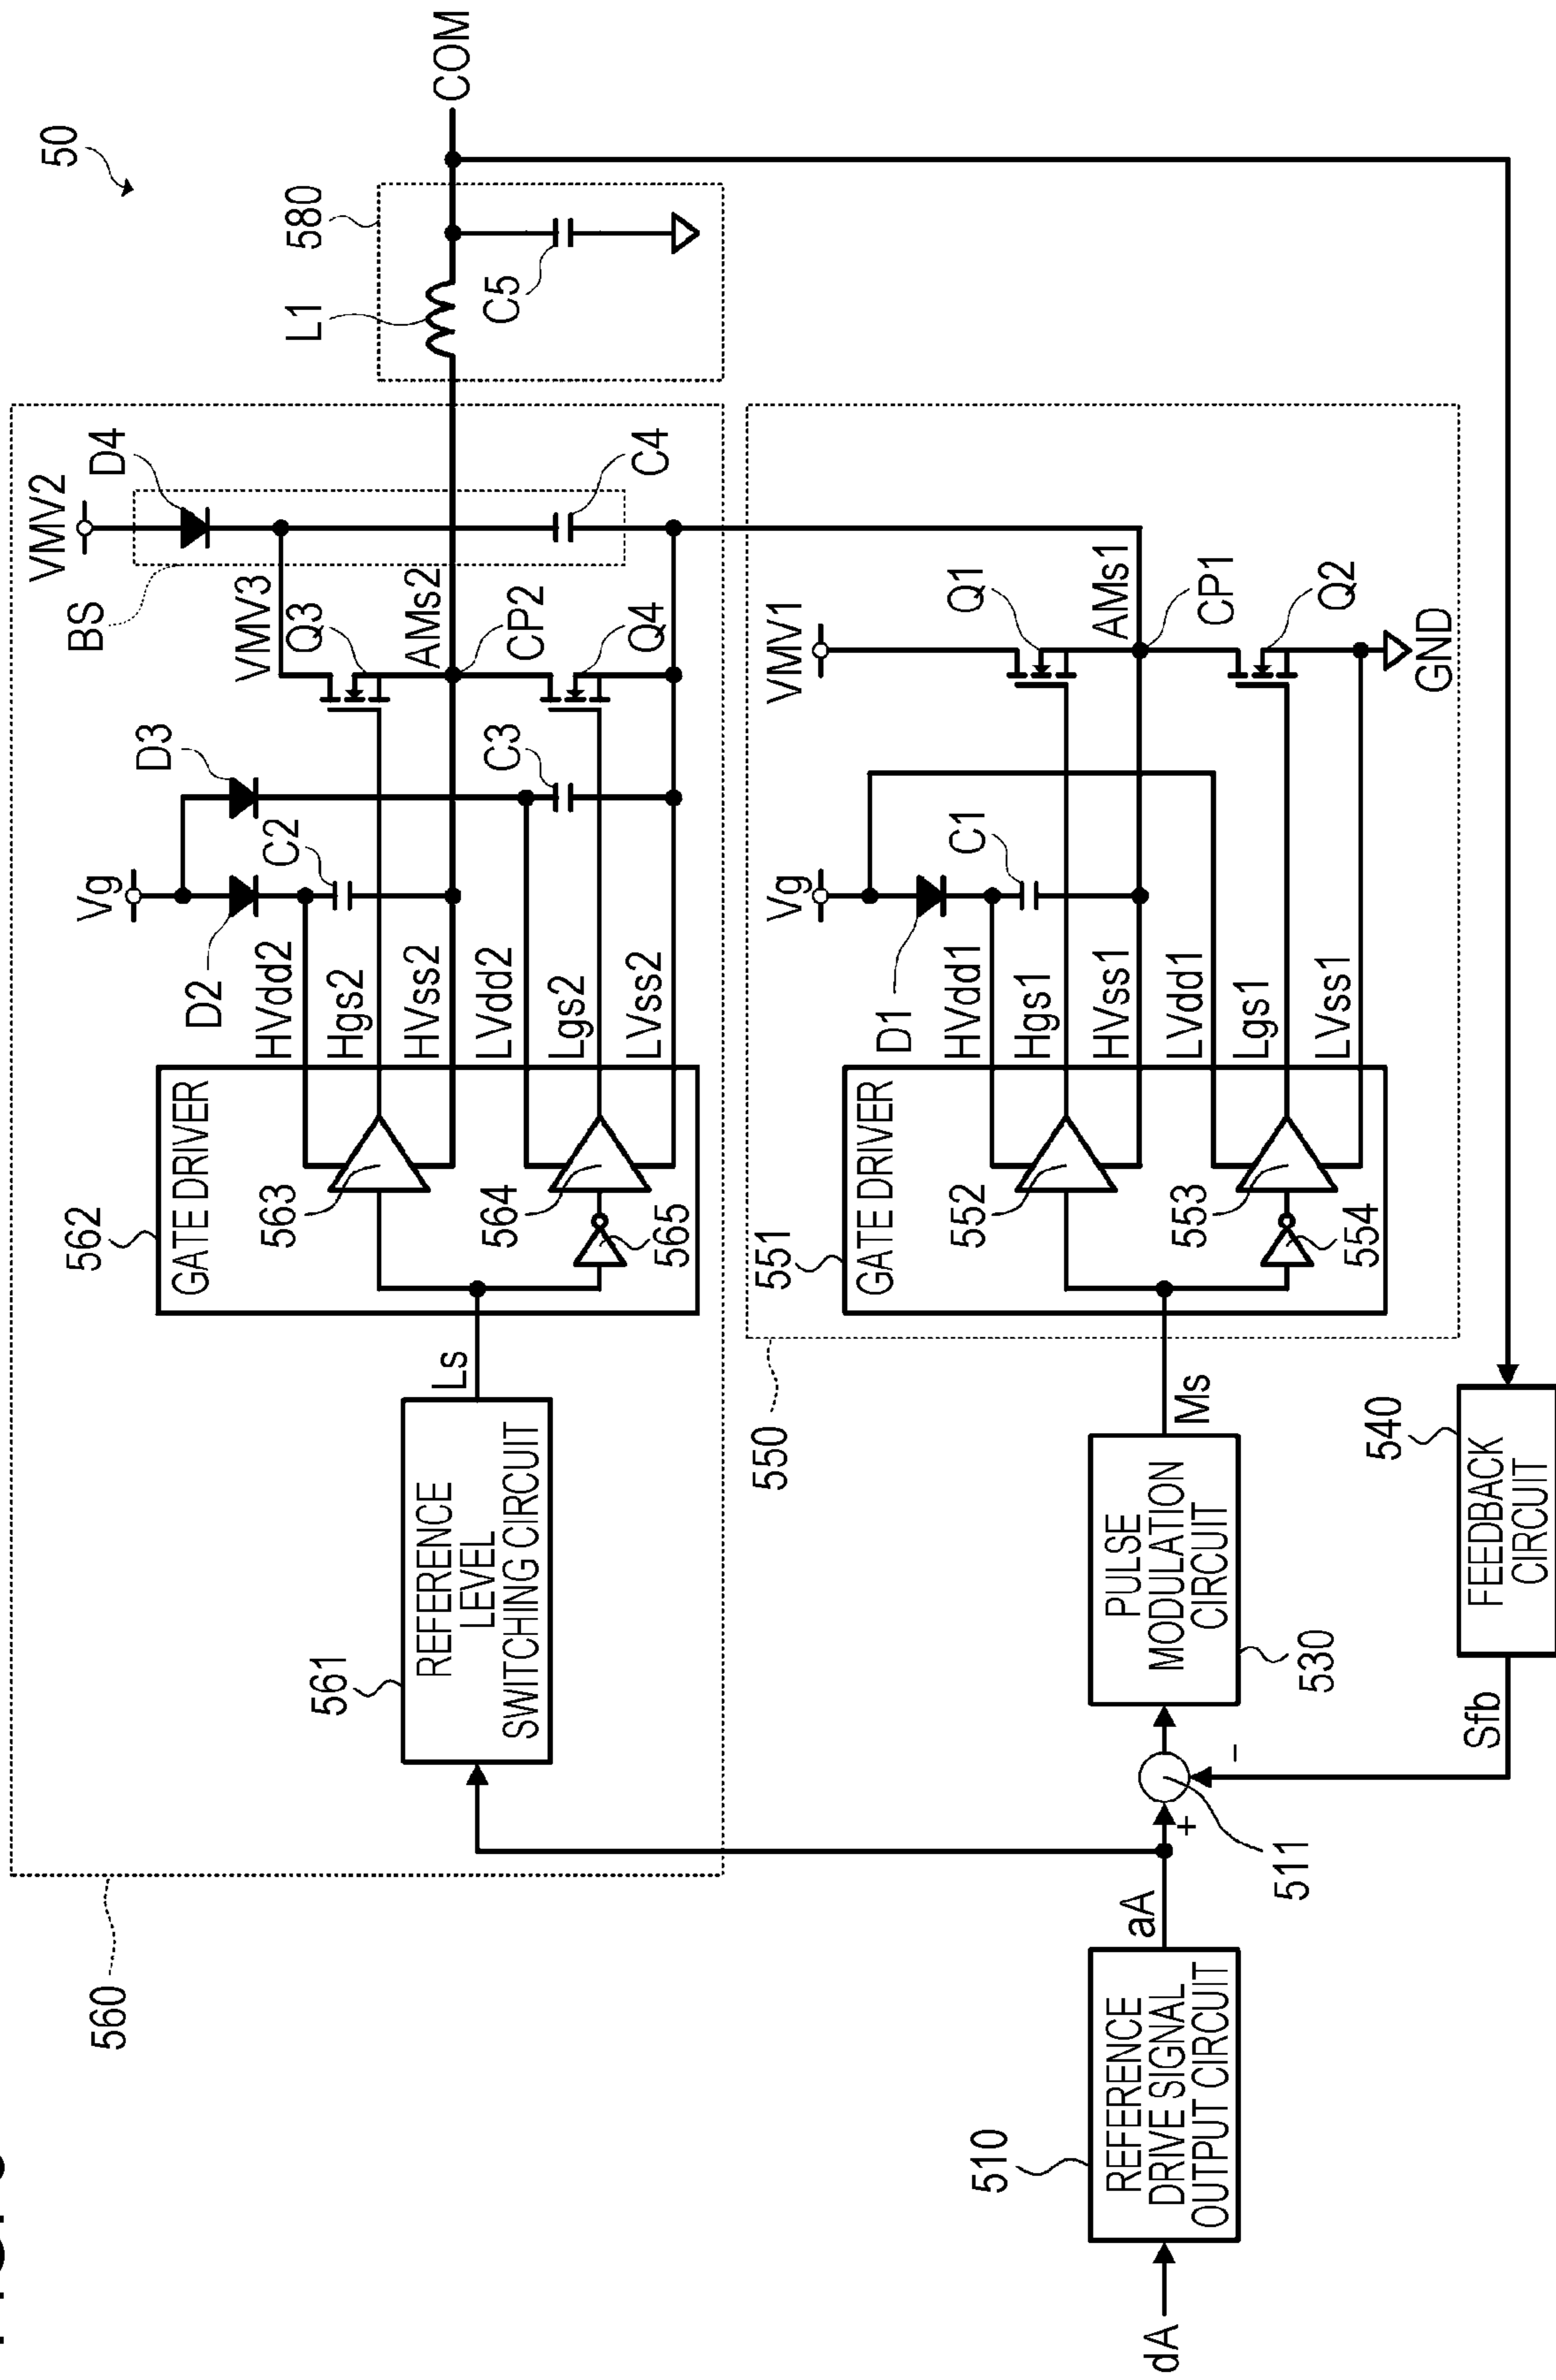 50
560
VMV2
D4
BS
VMV3
Q3
AMs2
CP2
Q4
C4
L1
580
C5
COM
D3
C3
Vg
C2
D2
HVdd2
Hgs2
HVss2
LVdd2
Lgs2
LVss2
562
GATE DRIVER
563
564
565
Ls
561
REFERENCE
LEVEL
SWITCHING CIRCUIT
VMV1
Q1
AMs1
CP1
Q2
GND
Vg
C1
D1
HVdd1
Hgs1
HVss1
LVdd1
Lgs1
LVss1
551
GATE DRIVER
552
553
554
550
Ms
PULSE
MODULATION
CIRCUIT
530
540
FEEDBACK
CIRCUIT
Sfb
-
+
511
aA
510
REFERENCE
DRIVE SIGNAL
OUTPUT CIRCUIT
dA